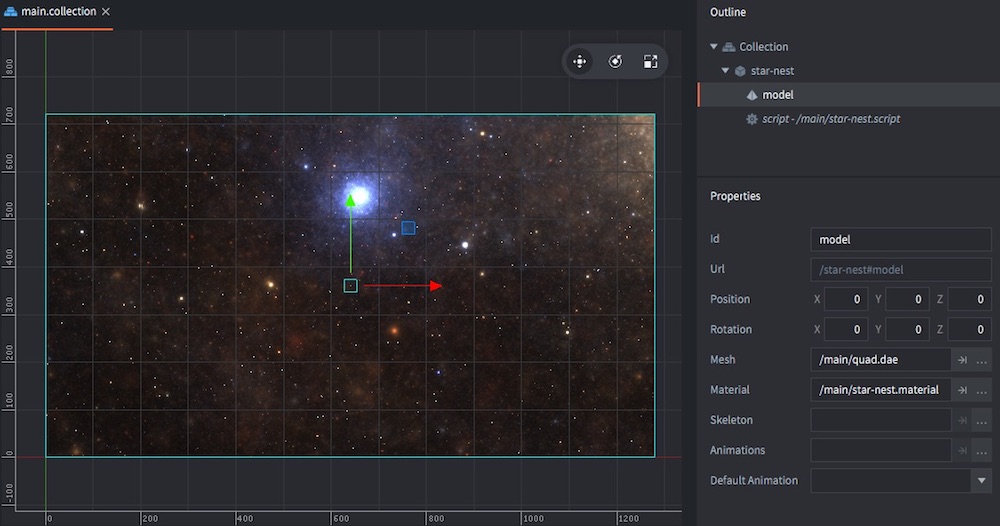 main.collection
Outline
Collection
star-nest
model
script - /main/star-nest.script
Properties
Id model
Url /star-nest#model
Position X 0 Y 0 Z 0
Rotation X 0 Y 0 Z 0
Mesh /main/quad.dae ...
Material /main/star-nest.material ...
Skeleton ...
Animations ...
Default Animation
800
700
600
500
400
300
200
100
0
-100
0 200 400 600 800 1000 1200